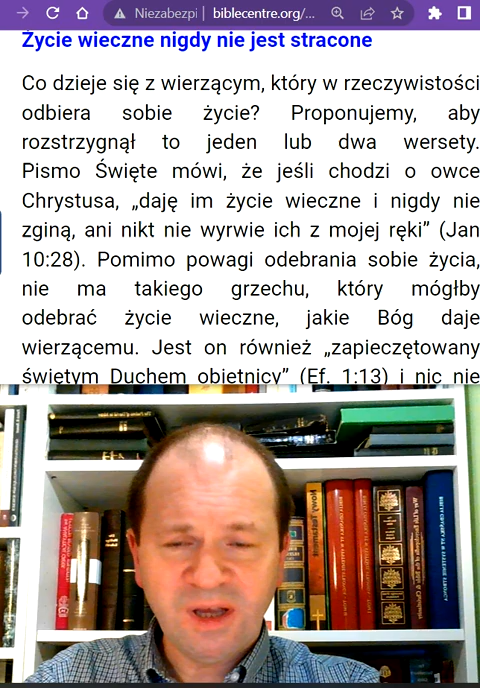 Niezabezpi
biblecentre.org/...
Życie wieczne nigdy nie jest stracone
Co dzieje się z wierzącym, który w rzeczywistości
odbiera sobie życie? Proponujemy, aby
rozstrzygnął to jeden lub dwa wersety.
Pismo Święte mówi, że jeśli chodzi o owce
Chrystusa, „daję im życie wieczne i nigdy nie
zginą, ani nikt nie wyrwie ich z mojej ręki” (Jan
10:28). Pomimo powagi odebrania sobie życia,
nie ma takiego grzechu, który mógłby
odebrać życie wieczne, jakie Bóg daje
wierzącemu. Jest on również „zapieczętowany
świętym Duchem obietnicy” (Ef. 1:13) i nic nie